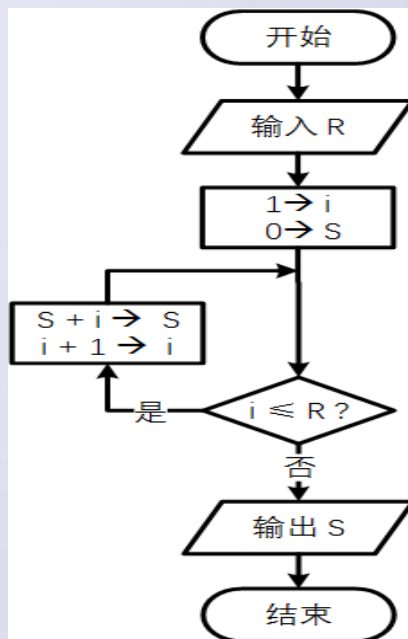 开始
输入 R
1→ i
0→ S
S + i → S
i + 1 → i
i ≤ R ?
是
否
输出 S
结束